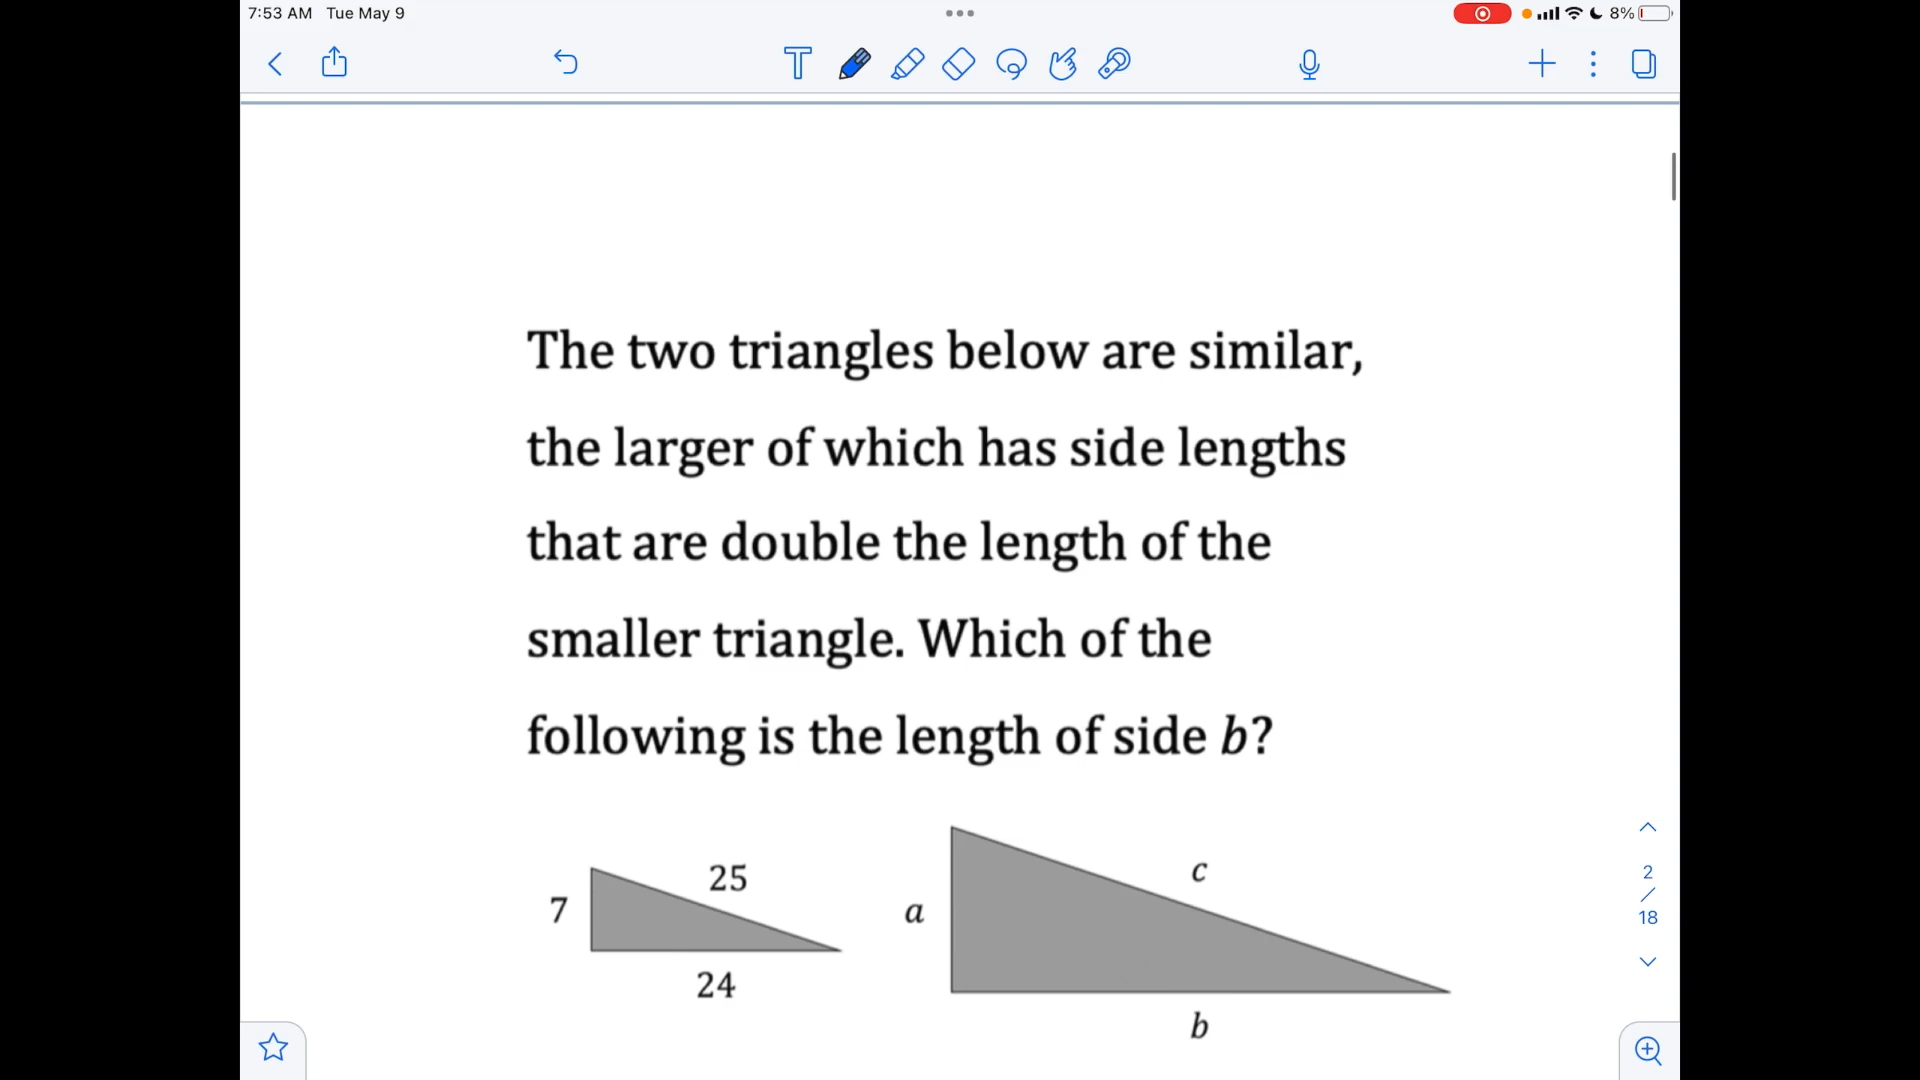 7:53 AM Tue May 9
8%
T
The two triangles below are similar,
the larger of which has side lengths
that are double the length of the
smaller triangle. Which of the
following is the length of side b?
25
7
24
c
a
b
2
/
18